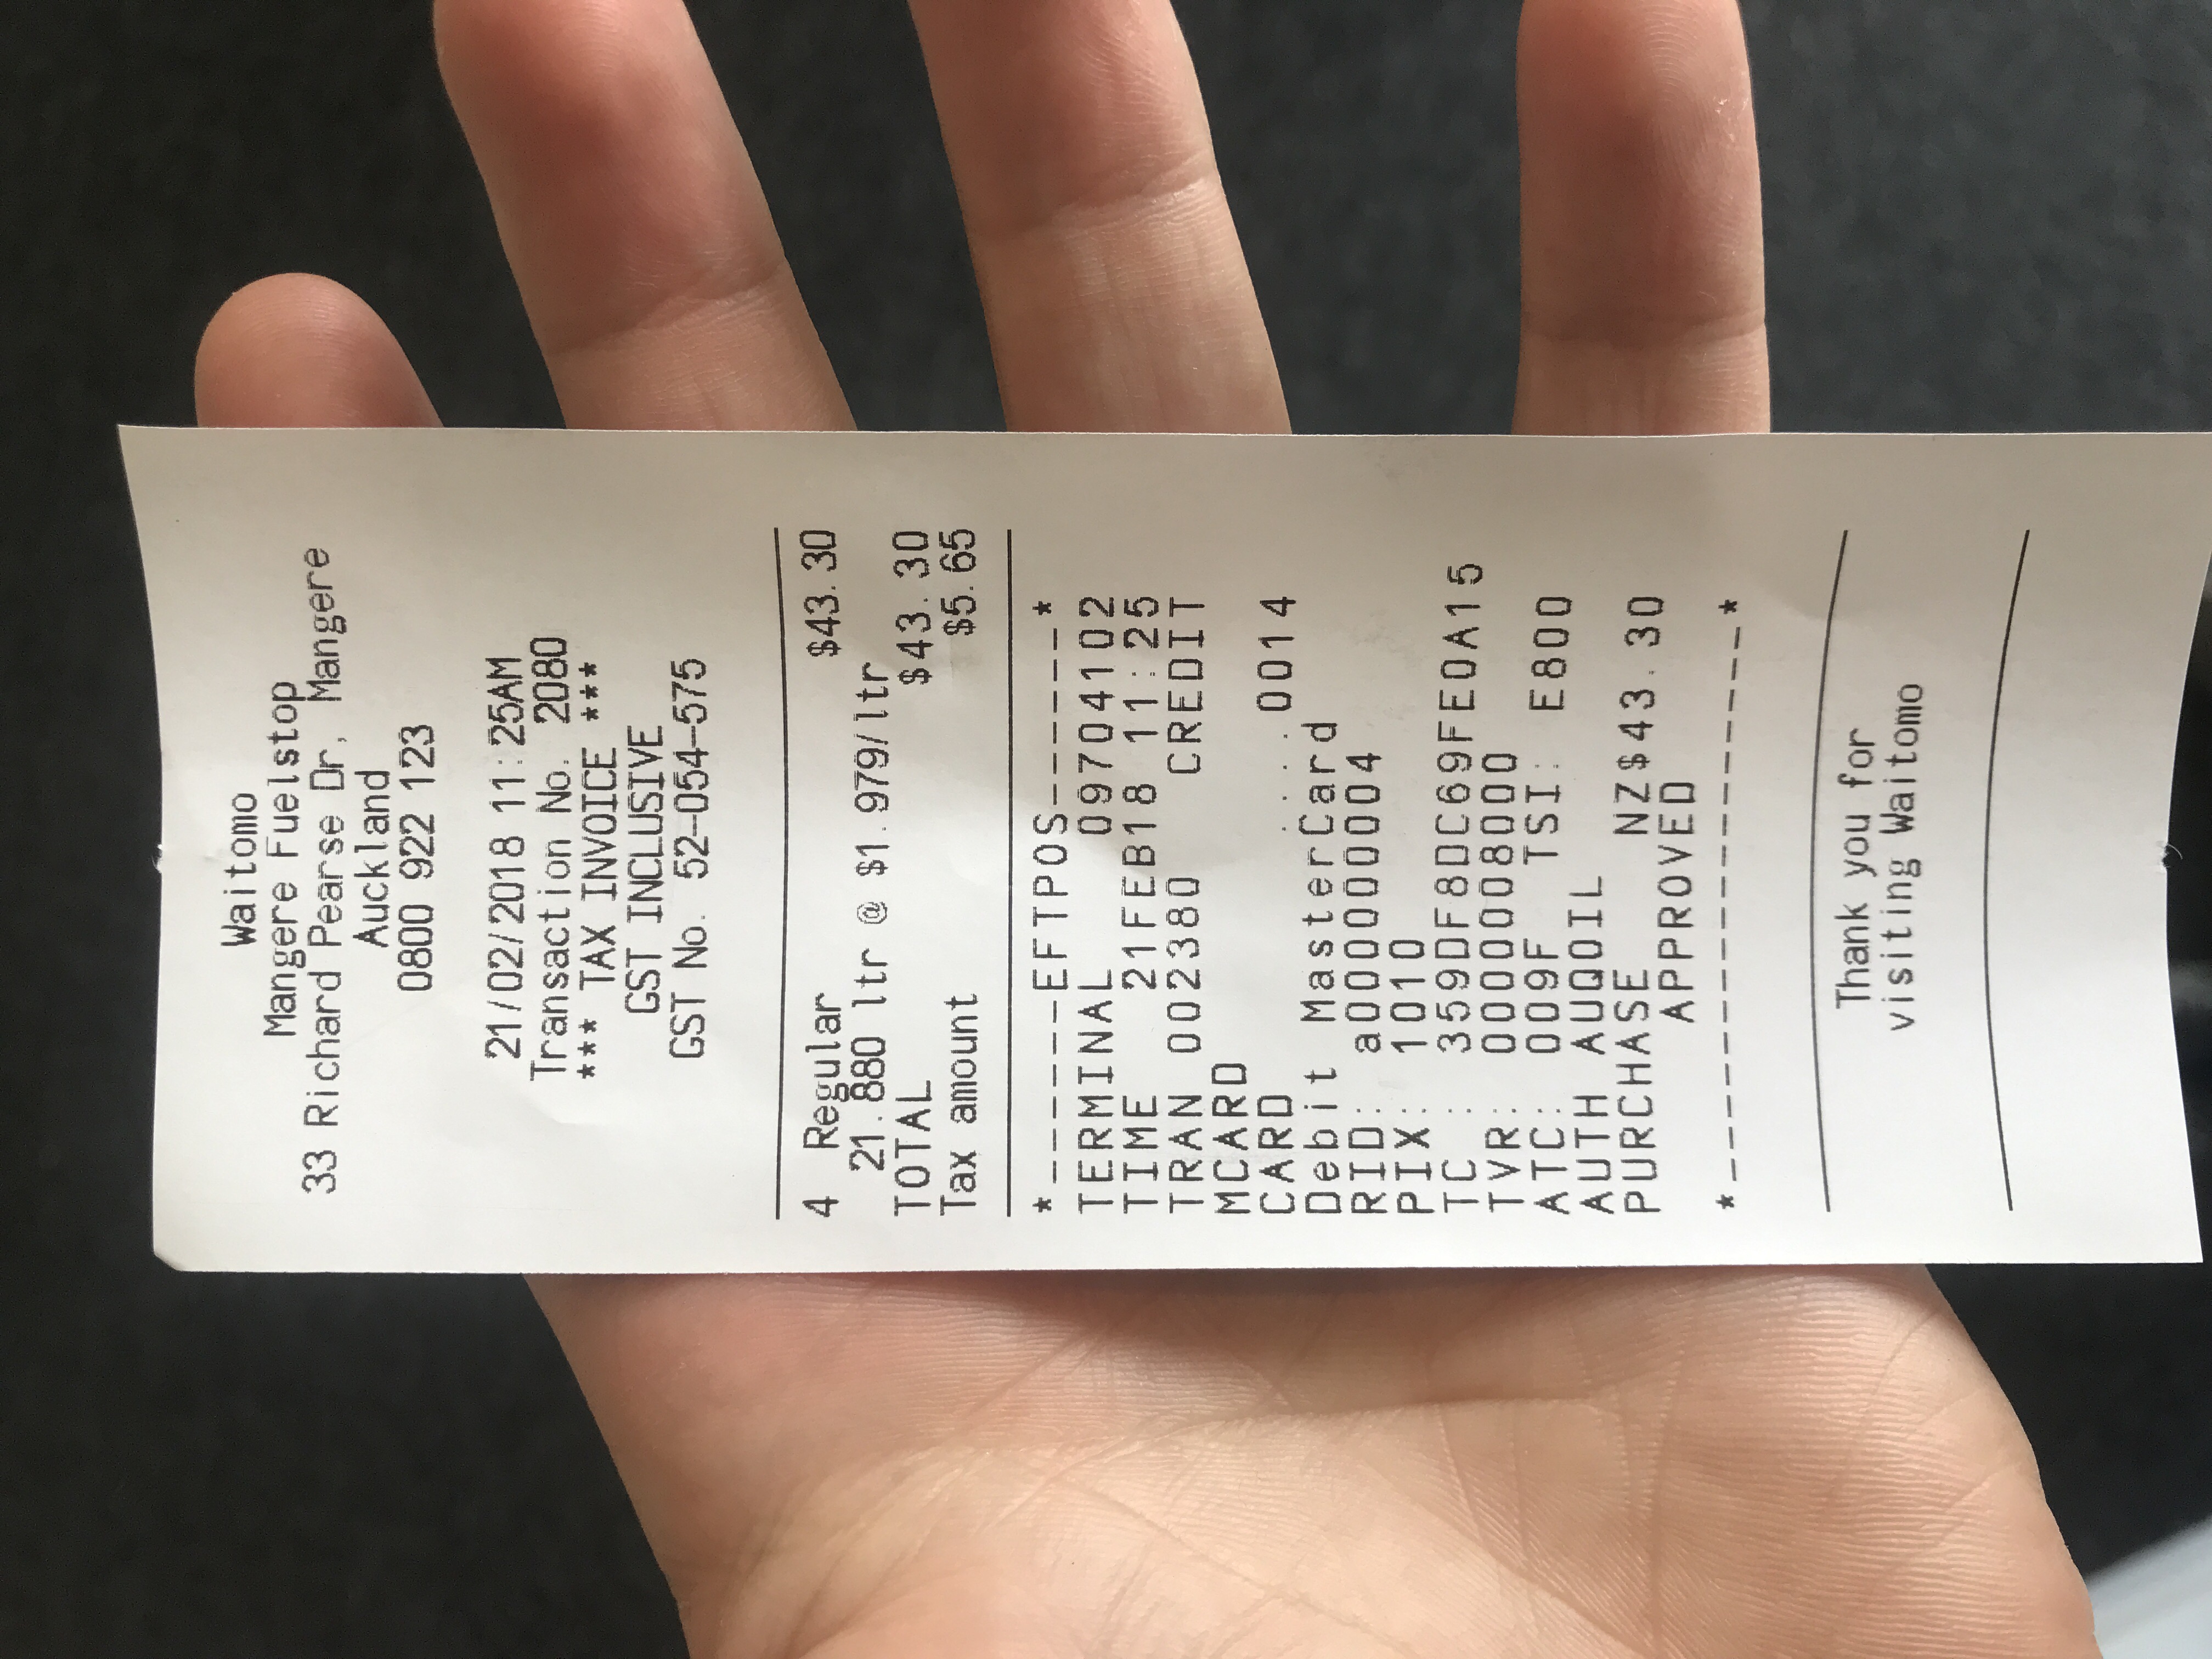 Waitomo
Mangere Fuelstop
33 Richard Pearse Dr, Mangere
Auckland
0800 922 123
21/02/2018 11:25AM
Transaction No. 2080
*** TAX INVOICE ***
GST INCLUSIVE
GST No. 52-054-575
4 Regular $43.30
21.880 ltr @ $1.979/ltr
TOTAL $43.30
Tax amount $5.65
*------EFTPOS------*
TERMINAL 09704102
TIME 21FEB18 11:25
TRAN 002380 CREDIT
MCARD
CARD ....0014
Debit MasterCard
RID: a000000004
PIX: 1010
TC : 359DF8DC69FE0A15
TVR: 0000008000
ATC: 009F TSI: E800
AUTH AUQOIL
PURCHASE NZ$43.30
APPROVED
*------------------*
Thank you for
visiting Waitomo